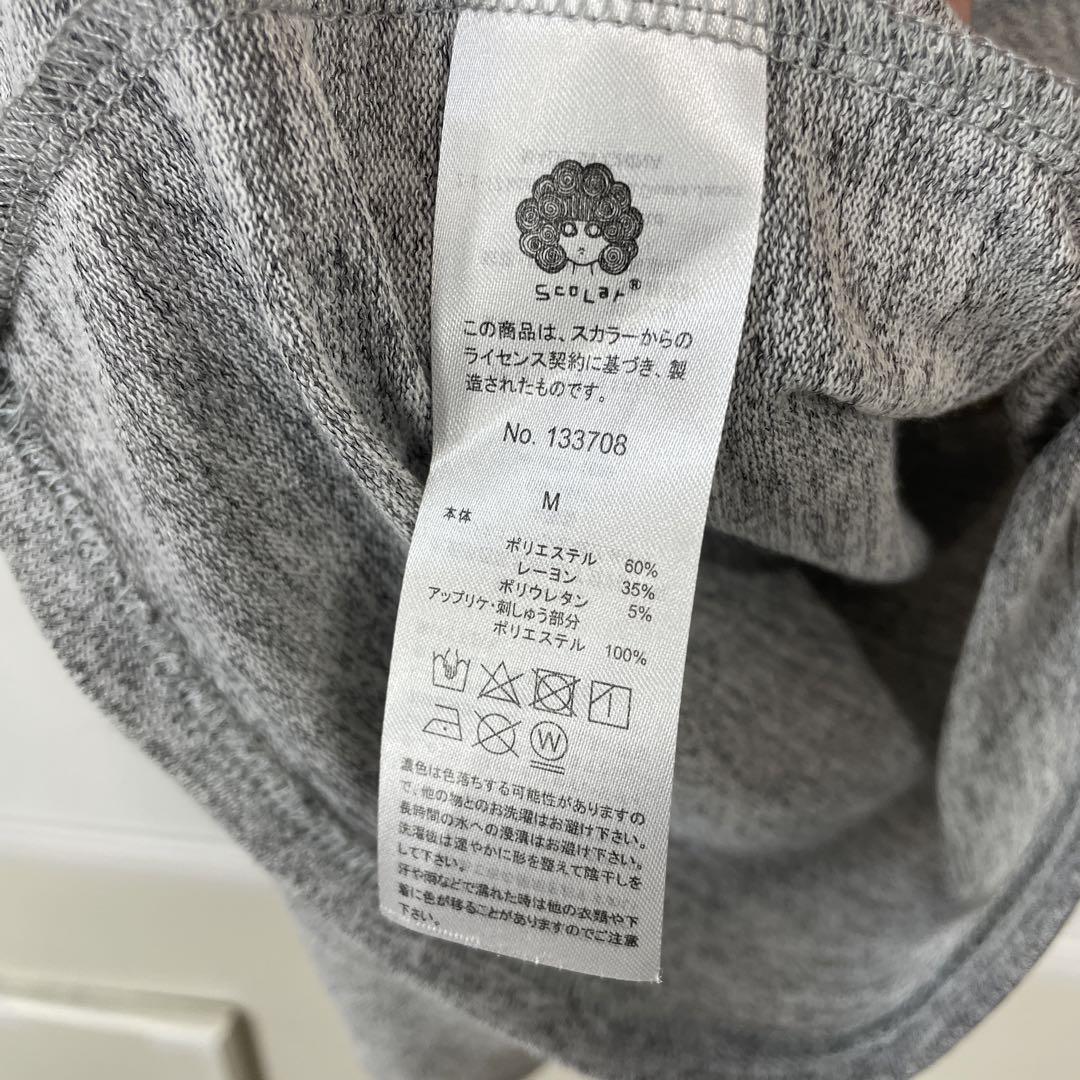 ScoLar®
この商品は、スカラーからの
ライセンス契約に基づき、製
造されたものです。
No. 133708
M
本体
ポリエステル 60%
レーヨン 35%
ポリウレタン 5%
アップリケ・刺しゅう部分
ポリエステル 100%
W
濃色は色落ちする可能性がありますの
で、他の物とのお洗濯はお避け下さい。
長時間の水への浸漬はお避け下さい。
洗濯後は速やかに形を整えて陰干しを
して下さい。
汗や雨などで濡れた時は他の衣類や下
着に色が移ることがありますのでご注意
下さい。